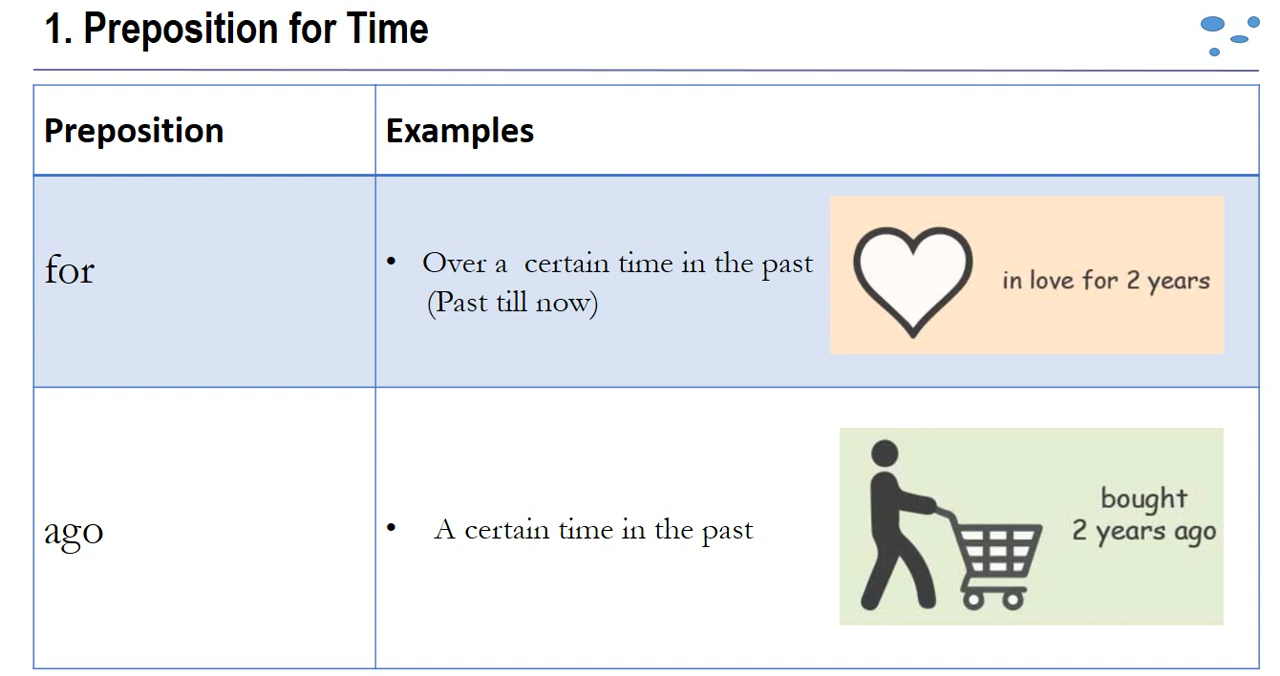 1. Preposition for Time
Preposition
Examples
for
• Over a certain time in the past
(Past till now)
in love for 2 years
ago
• A certain time in the past
bought
2 years ago